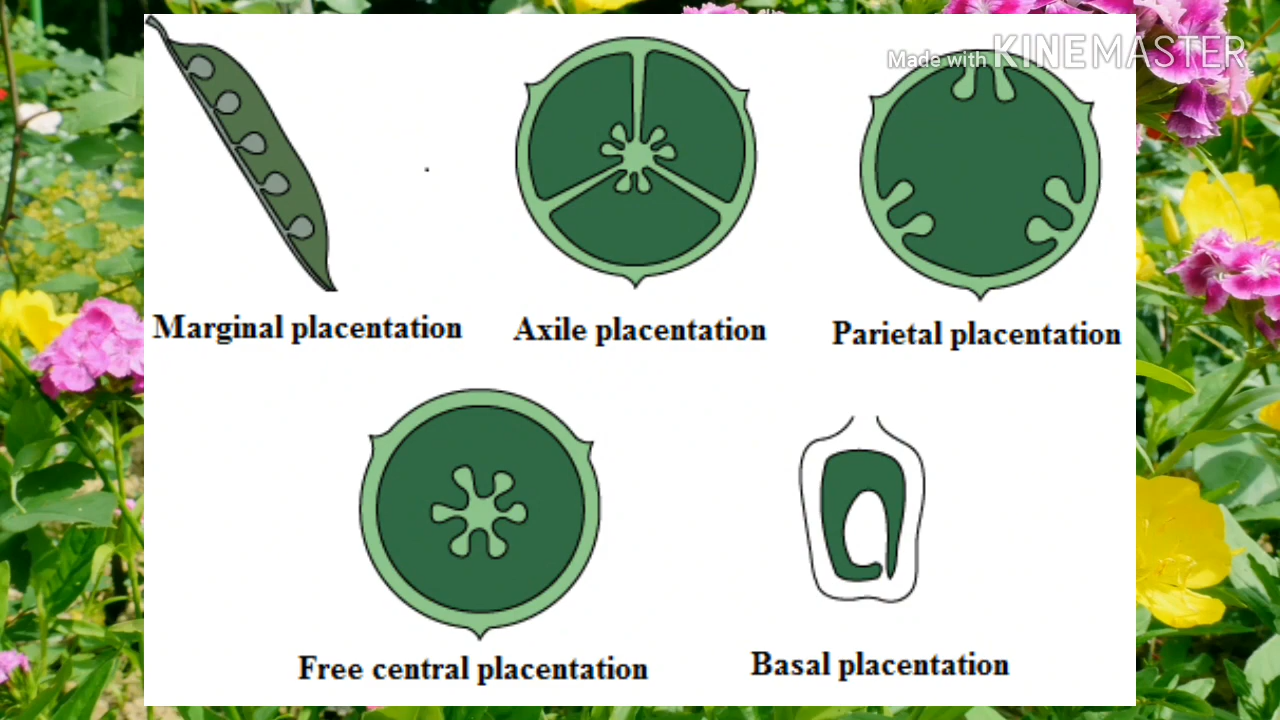 Made with KINEMASTER
Marginal placentation
Axile placentation
Parietal placentation
Free central placentation
Basal placentation